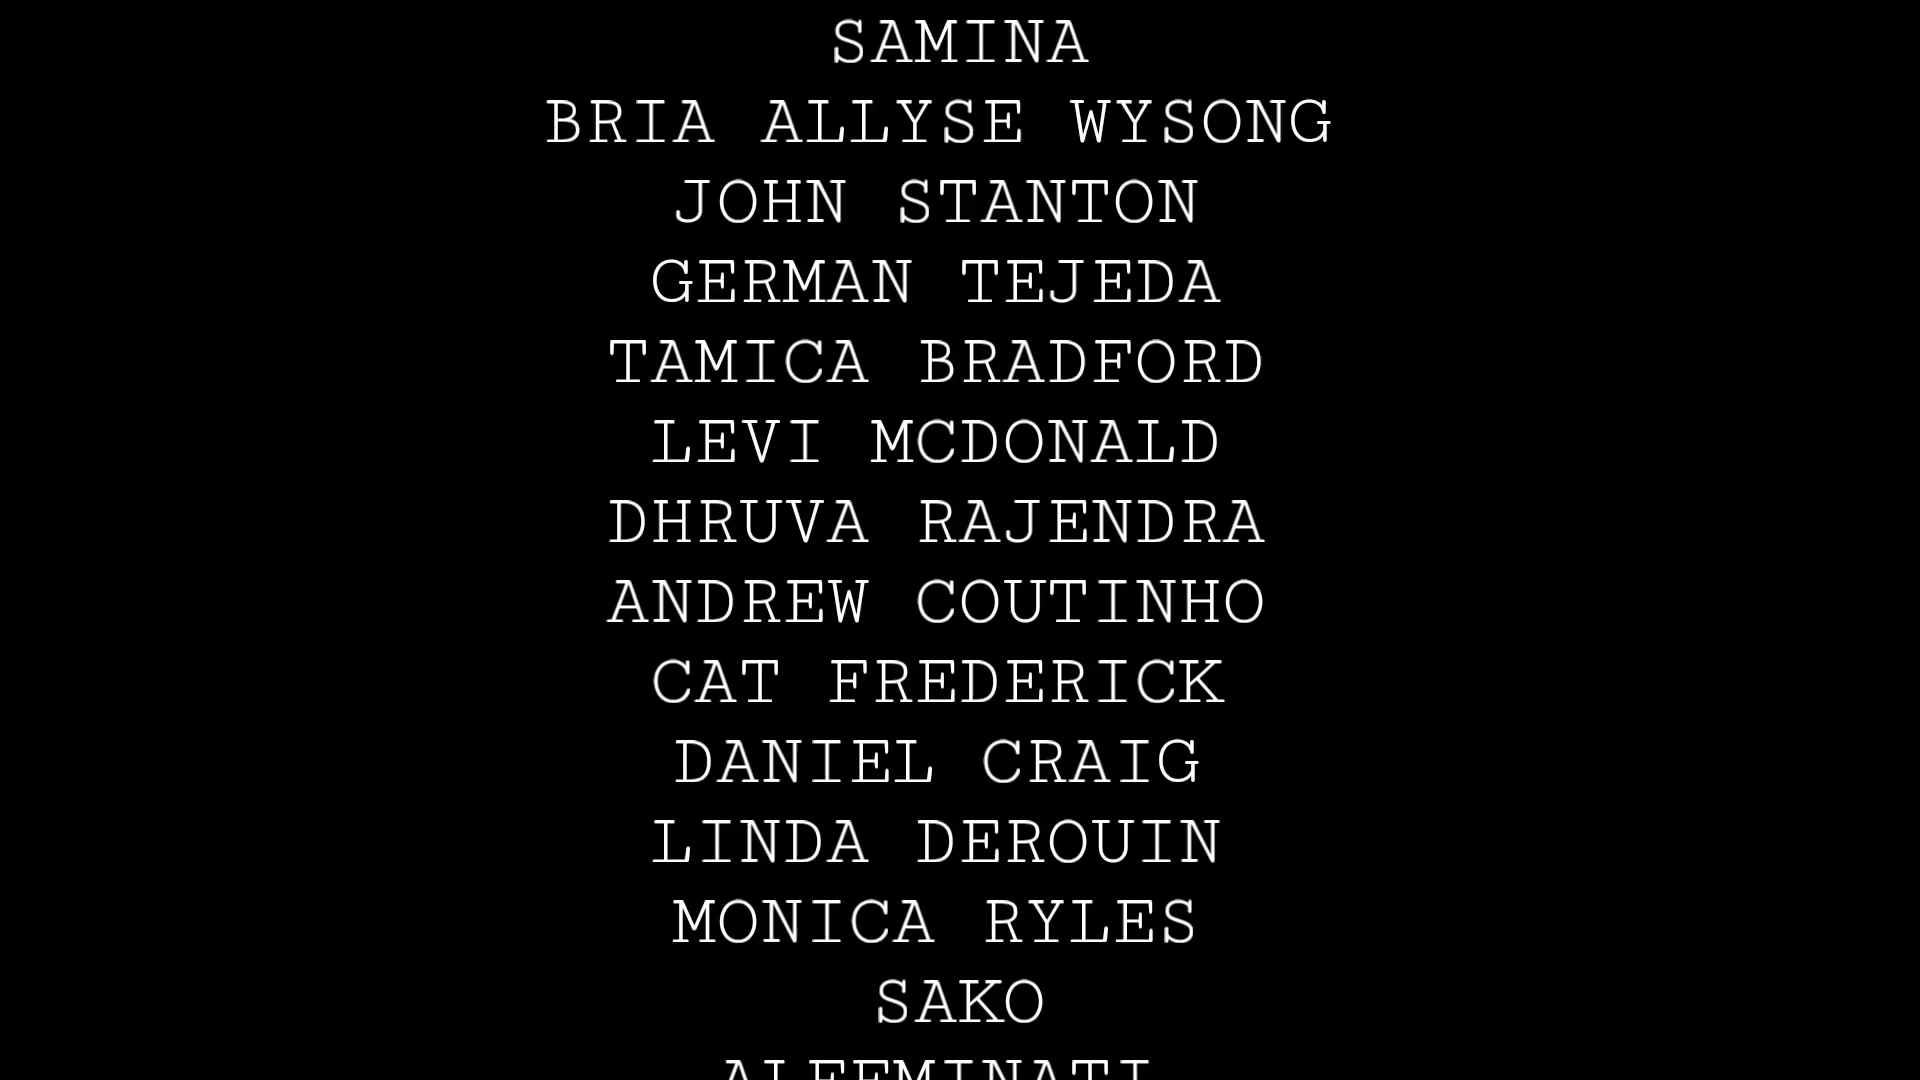 SAMINA
BRIA ALLYSE WYSONG
JOHN STANTON
GERMAN TEJEDA
TAMICA BRADFORD
LEVI MCDONALD
DHRUVA RAJENDRA
ANDREW COUTINHO
CAT FREDERICK
DANIEL CRAIG
LINDA DEROUIN
MONICA RYLES
SAKO